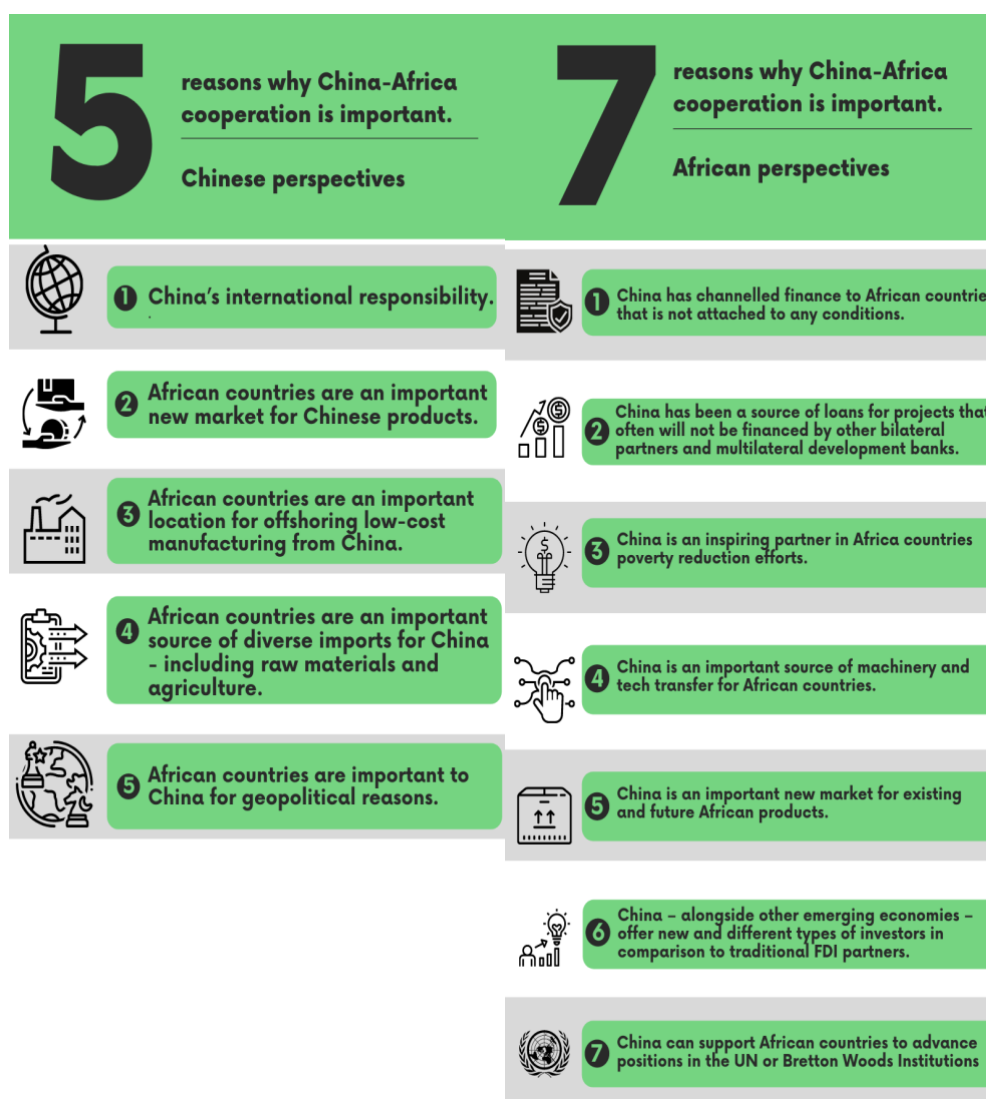 5
reasons why China-Africa
cooperation is important.
Chinese perspectives
1 China's international responsibility.
.
2 African countries are an important
new market for Chinese products.
3 African countries are an important
location for offshoring low-cost
manufacturing from China.
4 African countries are an important
source of diverse imports for China
- including raw materials and
agriculture.
5 African countries are important to
China for geopolitical reasons.
7
reasons why China-Africa
cooperation is important.
African perspectives
1 China has channelled finance to African countrie
that is not attached to any conditions.
2 China has been a source of loans for projects that
often will not be financed by other bilateral
partners and multilateral development banks.
3 China is an inspiring partner in Africa countries
poverty reduction efforts.
4 China is an important source of machinery and
tech transfer for African countries.
5 China is an important new market for existing
and future African products.
6 China – alongside other emerging economies –
offer new and different types of investors in
comparison to traditional FDI partners.
7 China can support African countries to advance
positions in the UN or Bretton Woods Institutions